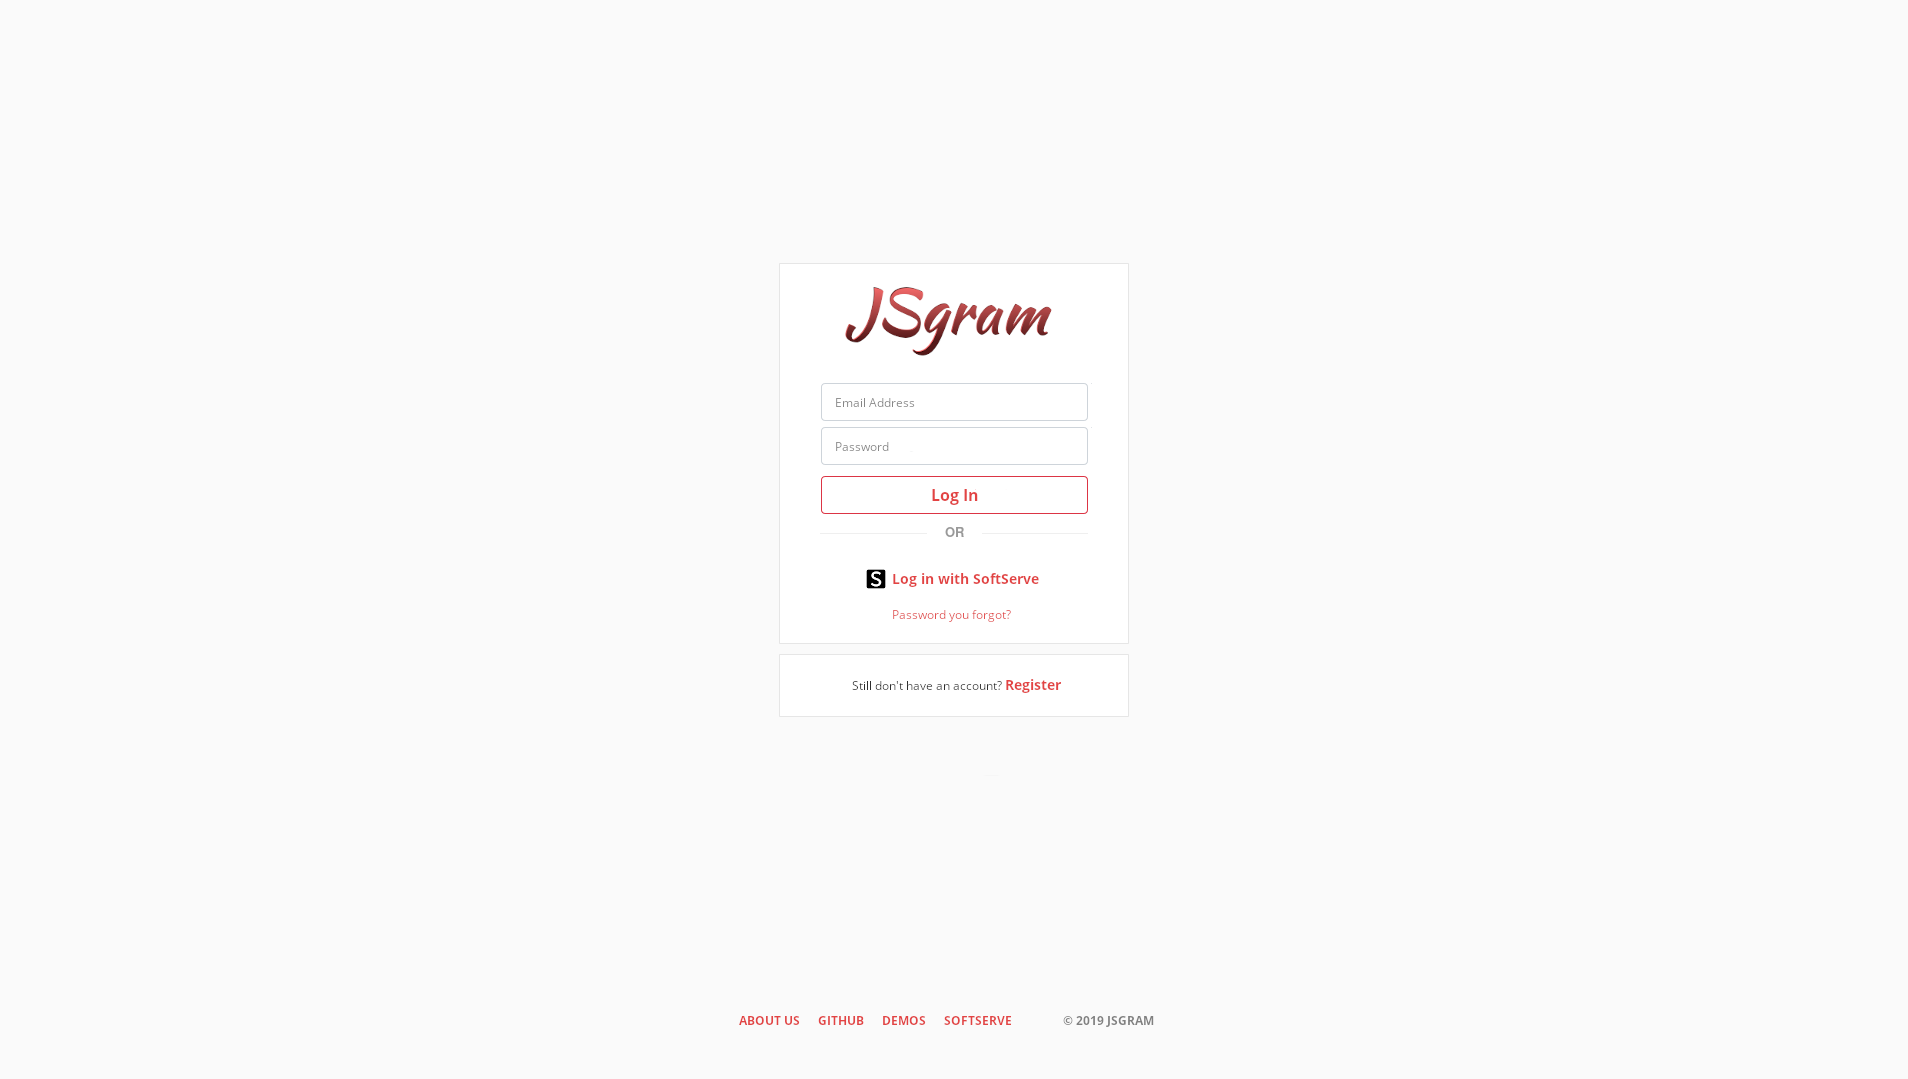 JSgram
Email Address
Password
Log In
OR
S Log in with SoftServe
Password you forgot?
Still don't have an account? Register
ABOUT US GITHUB DEMOS SOFTSERVE © 2019 JSGRAM